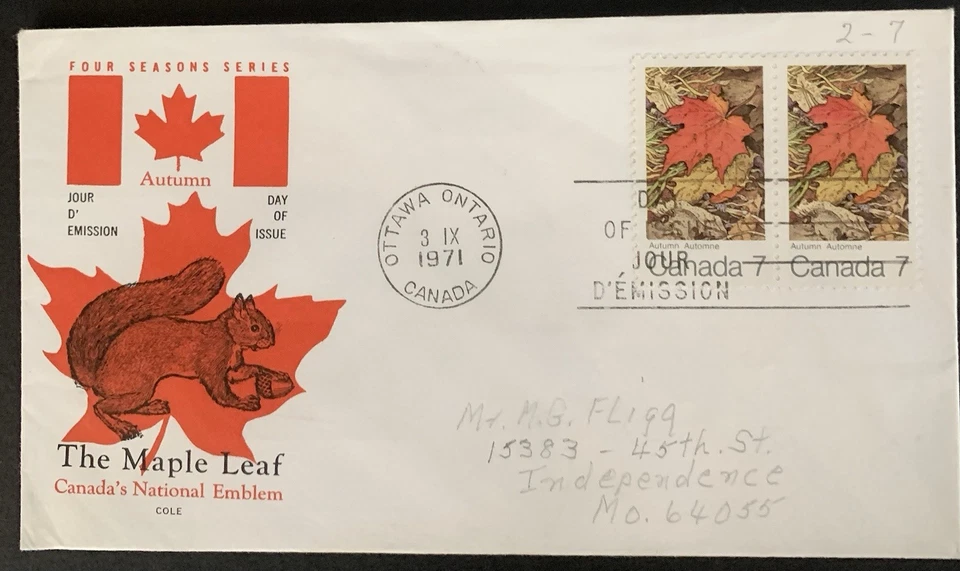 2-7
FOUR SEASONS SERIES
Autumn
JOUR
D'
EMISSION
DAY
OF
ISSUE
OTTAWA ONTARIO
3 IX
1971
CANADA
D
OF
JOUR
D'ÉMISSION
Autumn Automne
Canada 7
Autumn Automne
Canada 7
The Maple Leaf
Canada's National Emblem
COLE
Mr. M.G. Fligg
15383 - 45th. St.
Independence
Mo. 64055